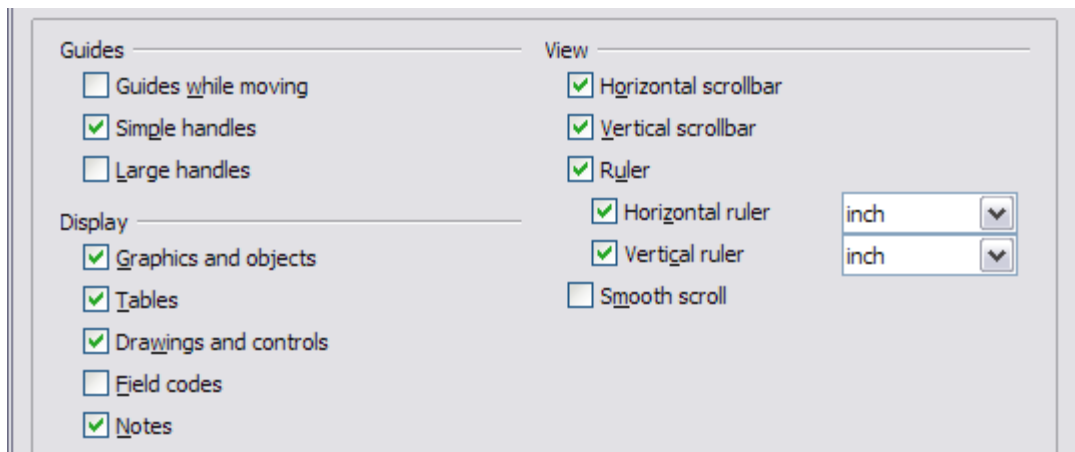 Guides
Guides while moving
Simple handles
Large handles
Display
Graphics and objects
Tables
Drawings and controls
Field codes
Notes
View
Horizontal scrollbar
Vertical scrollbar
Ruler
Horizontal ruler inch
Vertical ruler inch
Smooth scroll